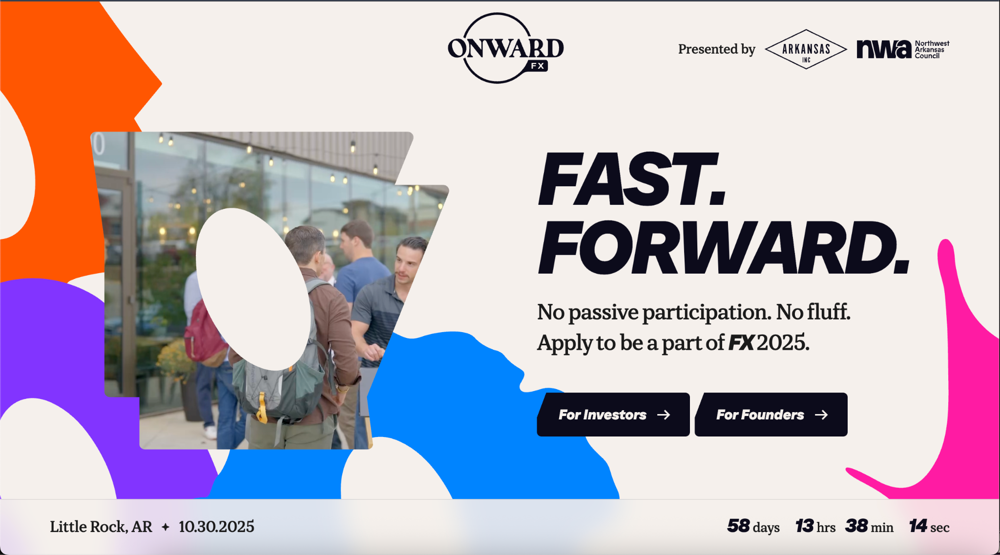 ONWARD
FX
Presented by
ARKANSAS
INC
nwa
Northwest
Arkansas
Council
0
FAST.
FORWARD.
No passive participation. No fluff.
Apply to be a part of FX 2025.
For Investors →
For Founders →
Little Rock, AR ✦ 10.30.2025
58 days 13 hrs 38 min 14 sec